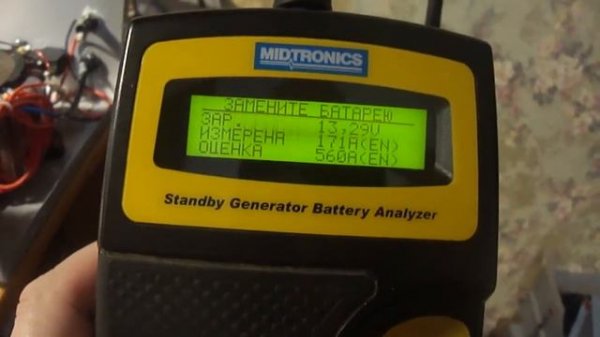 MIDTRONICS
ЗАМЕНИТЕ БАТАРЕЮ
ЗАР. 13,29V
ИЗМЕРЕНА 171A(EN)
ОЦЕНКА 560A(EN)
Standby Generator Battery Analyzer